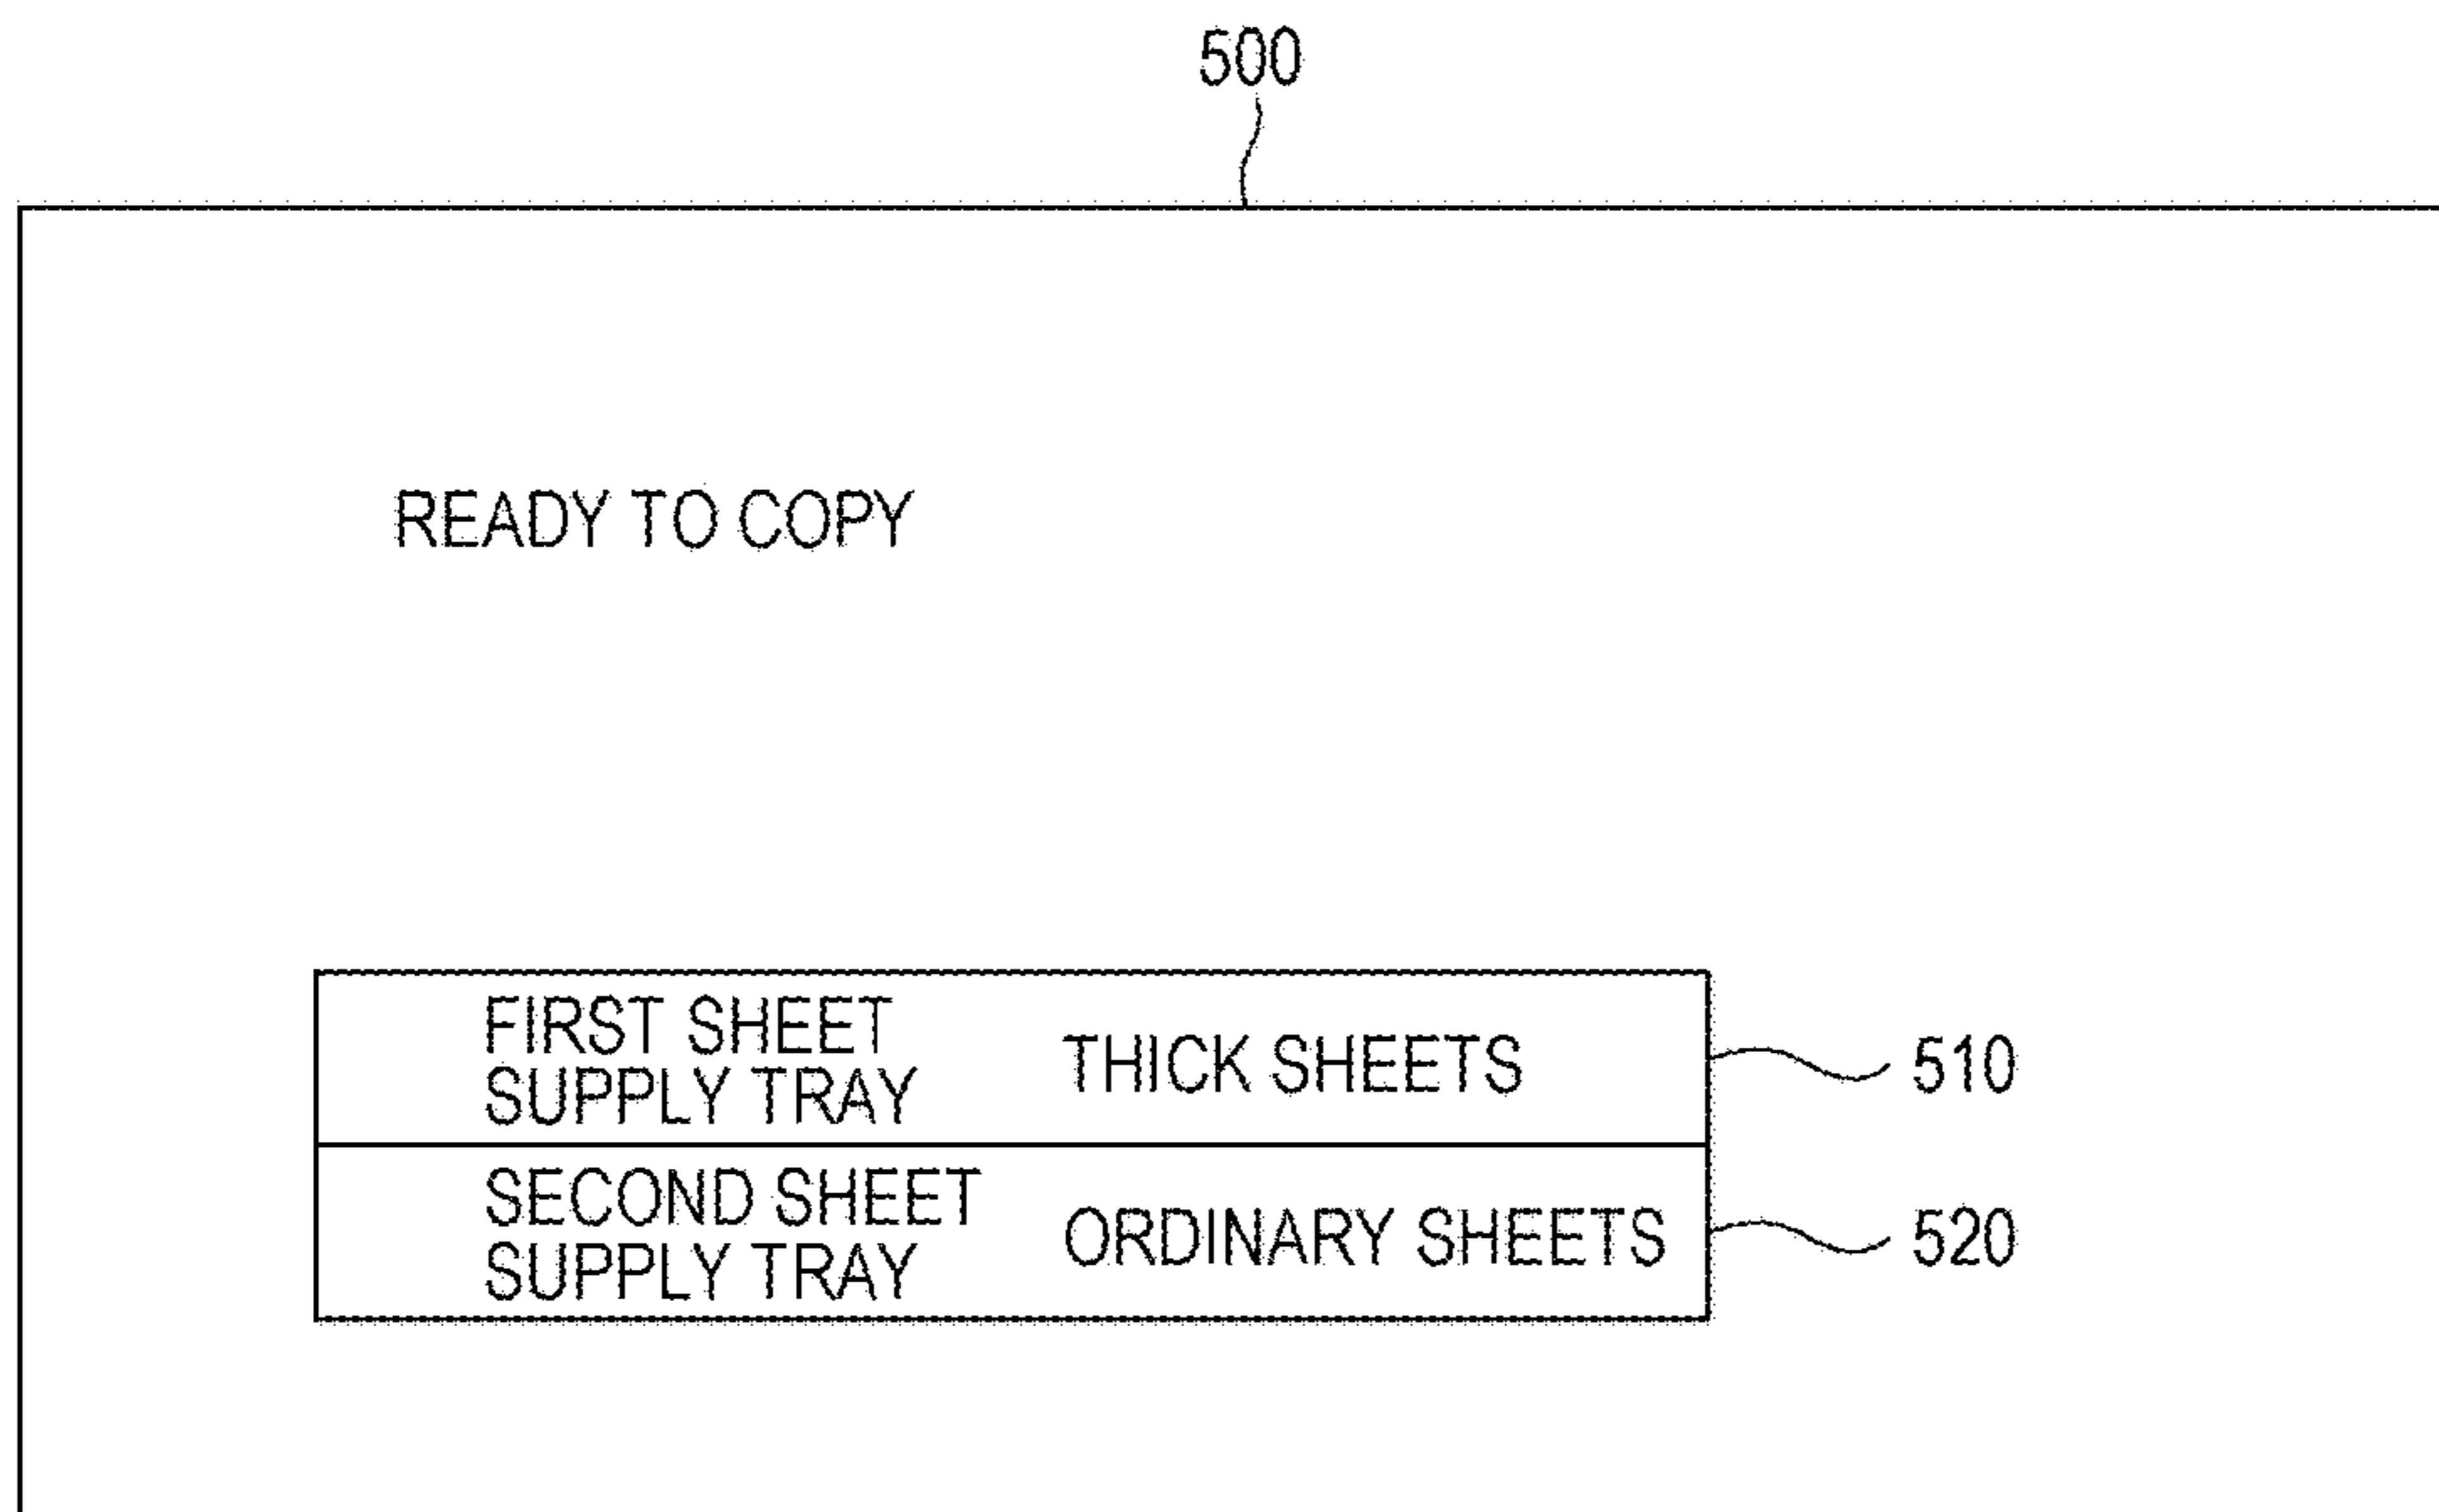 500
READY TO COPY
FIRST SHEET
SUPPLY TRAY
THICK SHEETS
510
SECOND SHEET
SUPPLY TRAY
ORDINARY SHEETS
520